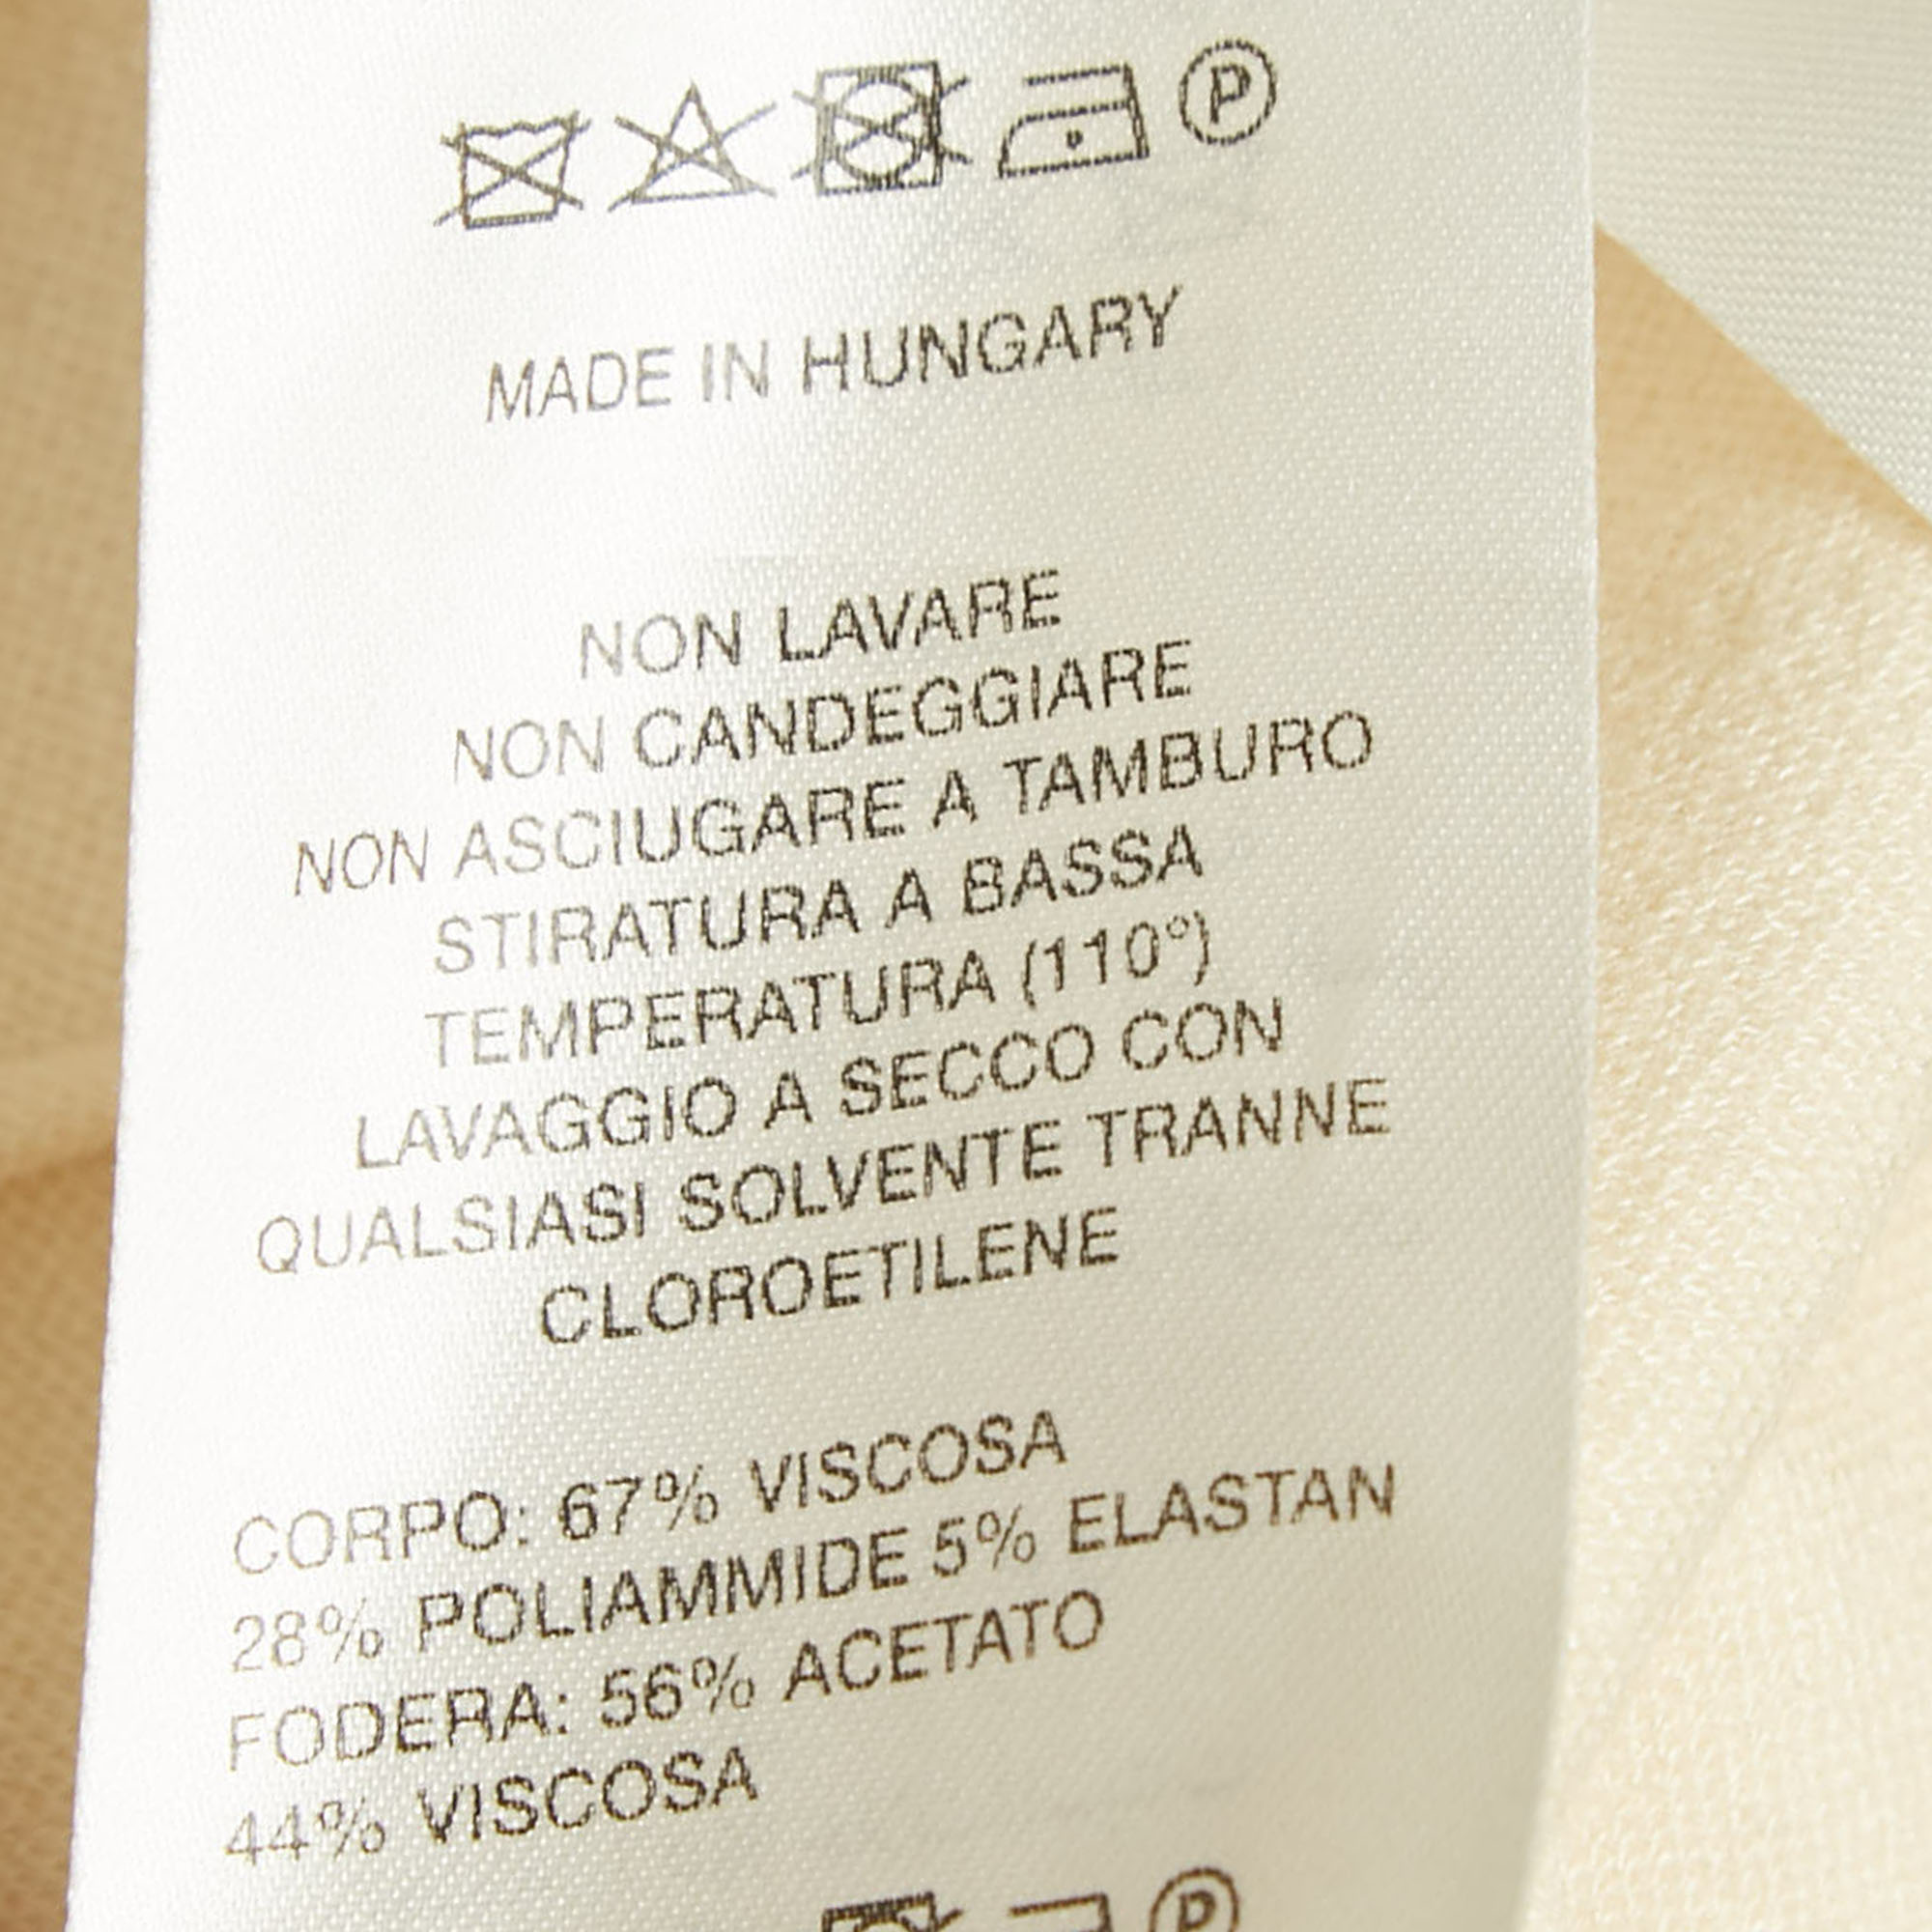 P
MADE IN HUNGARY
NON LAVARE
NON CANDEGGIARE
NON ASCIUGARE A TAMBURO
STIRATURA A BASSA
TEMPERATURA (110°)
LAVAGGIO A SECCO CON
QUALSIASI SOLVENTE TRANNE
CLOROETILENE
CORPO: 67% VISCOSA
28% POLIAMMIDE 5% ELASTAN
FODERA: 56% ACETATO
44% VISCOSA
P